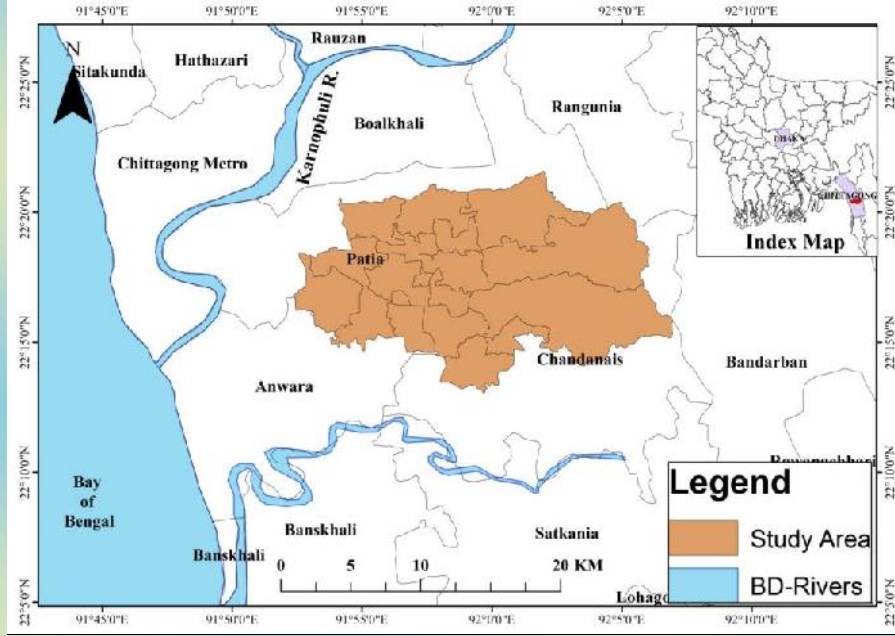 91°45'0"E 91°50'0"E 91°55'0"E 92°0'0"E 92°5'0"E 92°10'0"E
N
Sitakunda
Hathazari
Rauzan
22°25'0"N
22°25'0"N
Karnophuli R.
Boalkhali
Rangunia
Chittagong Metro
DHAKA
CHITTAGONG
Index Map
22°20'0"N
22°20'0"N
Patia
22°15'0"N
22°15'0"N
Chandanais
Bandarban
Anwara
22°10'0"N
22°10'0"N
Bay
of
Bengal
Banskhali
Banskhali
Satkania
0 5 10 20 KM
Legend
Study Area
BD-Rivers
22°5'0"N
22°5'0"N
91°45'0"E 91°50'0"E 91°55'0"E 92°0'0"E 92°5'0"E 92°10'0"E